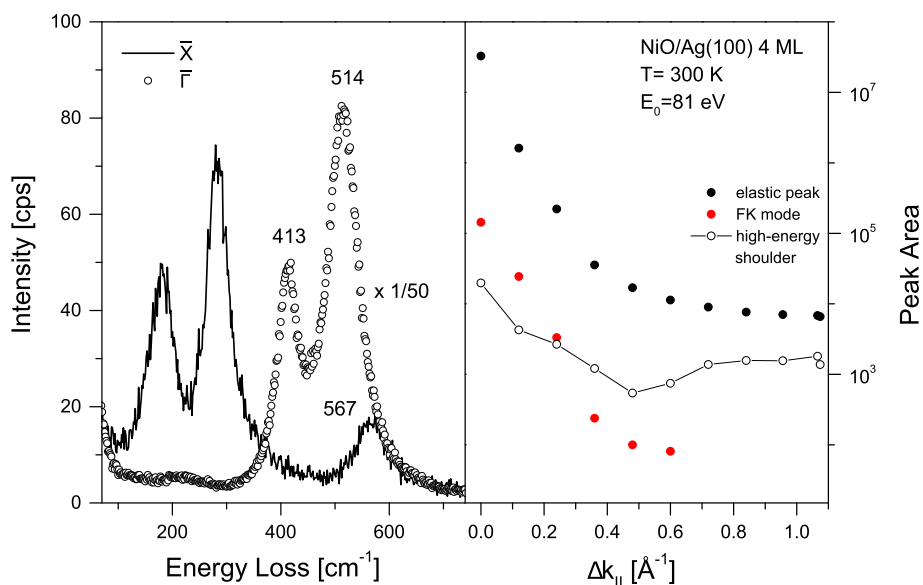 X̄
Γ̄
514
413
x 1/50
567
100
80
60
40
20
0
Intensity [cps]
200
400
600
Energy Loss [cm⁻¹]
NiO/Ag(100) 4 ML
T= 300 K
E₀=81 eV
elastic peak
FK mode
high-energy
shoulder
10⁷
10⁵
10³
Peak Area
0.0
0.2
0.4
0.6
0.8
1.0
Δk_||
[Å⁻¹]